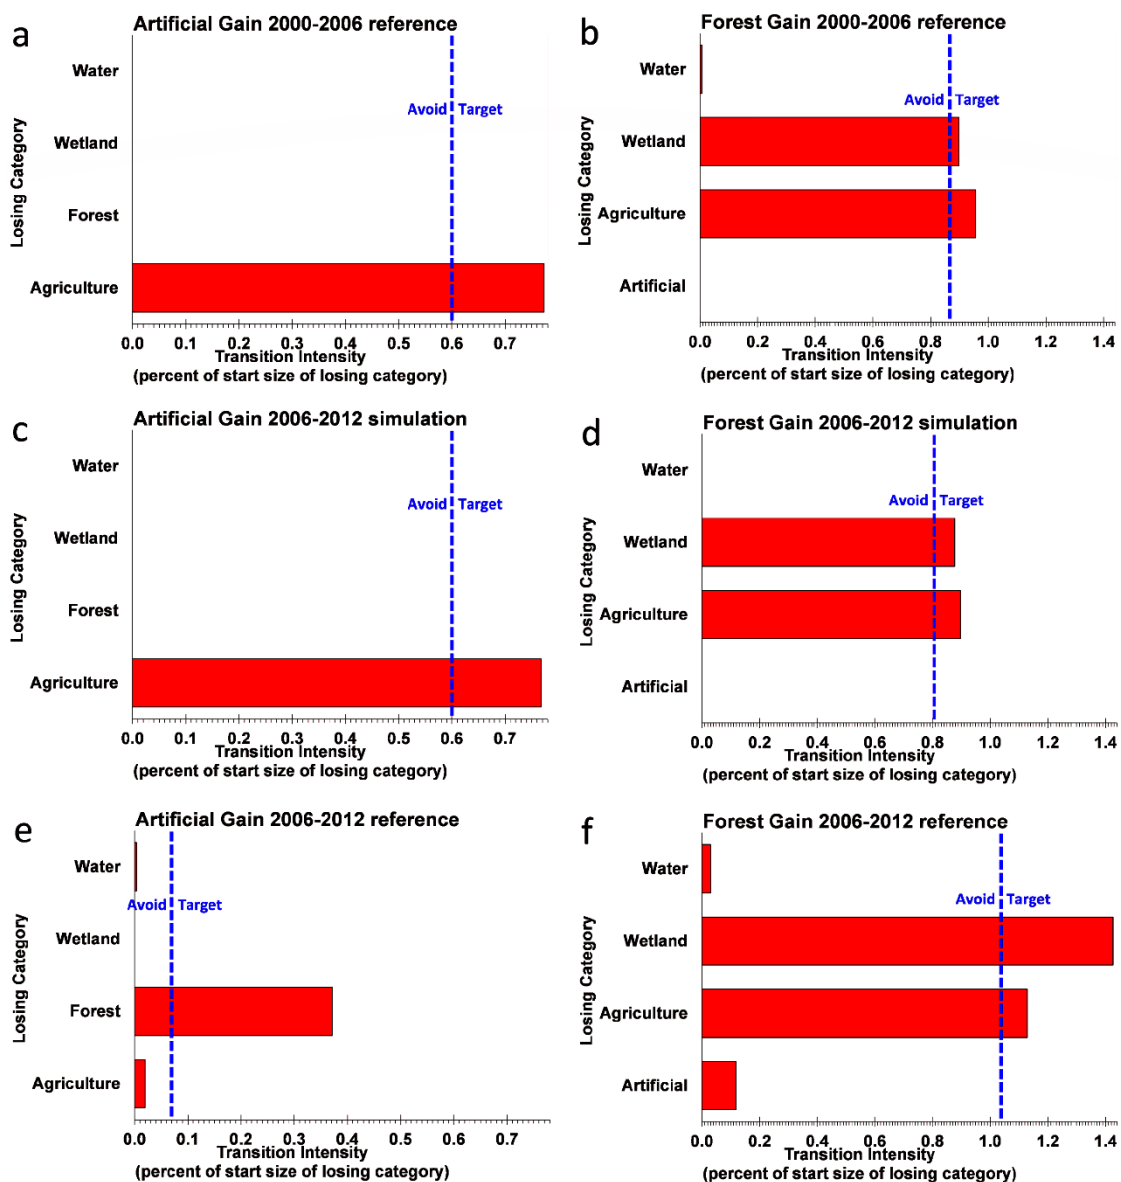 a
Artificial Gain 2000-2006 reference
Losing Category
Water
Wetland
Forest
Agriculture
Avoid Target
0.0 0.1 0.2 0.3 0.4 0.5 0.6 0.7
Transition Intensity
(percent of start size of losing category)
b
Forest Gain 2000-2006 reference
Losing Category
Water
Wetland
Agriculture
Artificial
Avoid Target
0.0 0.2 0.4 0.6 0.8 1.0 1.2 1.4
Transition Intensity
(percent of start size of losing category)
c
Artificial Gain 2006-2012 simulation
Losing Category
Water
Wetland
Forest
Agriculture
Avoid Target
0.0 0.1 0.2 0.3 0.4 0.5 0.6 0.7
Transition Intensity
(percent of start size of losing category)
d
Forest Gain 2006-2012 simulation
Losing Category
Water
Wetland
Agriculture
Artificial
Avoid Target
0.0 0.2 0.4 0.6 0.8 1.0 1.2 1.4
Transition Intensity
(percent of start size of losing category)
e
Artificial Gain 2006-2012 reference
Losing Category
Water
Wetland
Forest
Agriculture
Avoid Target
0.0 0.1 0.2 0.3 0.4 0.5 0.6 0.7
Transition Intensity
(percent of start size of losing category)
f
Forest Gain 2006-2012 reference
Losing Category
Water
Wetland
Agriculture
Artificial
Avoid Target
0.0 0.2 0.4 0.6 0.8 1.0 1.2 1.4
Transition Intensity
(percent of start size of losing category)